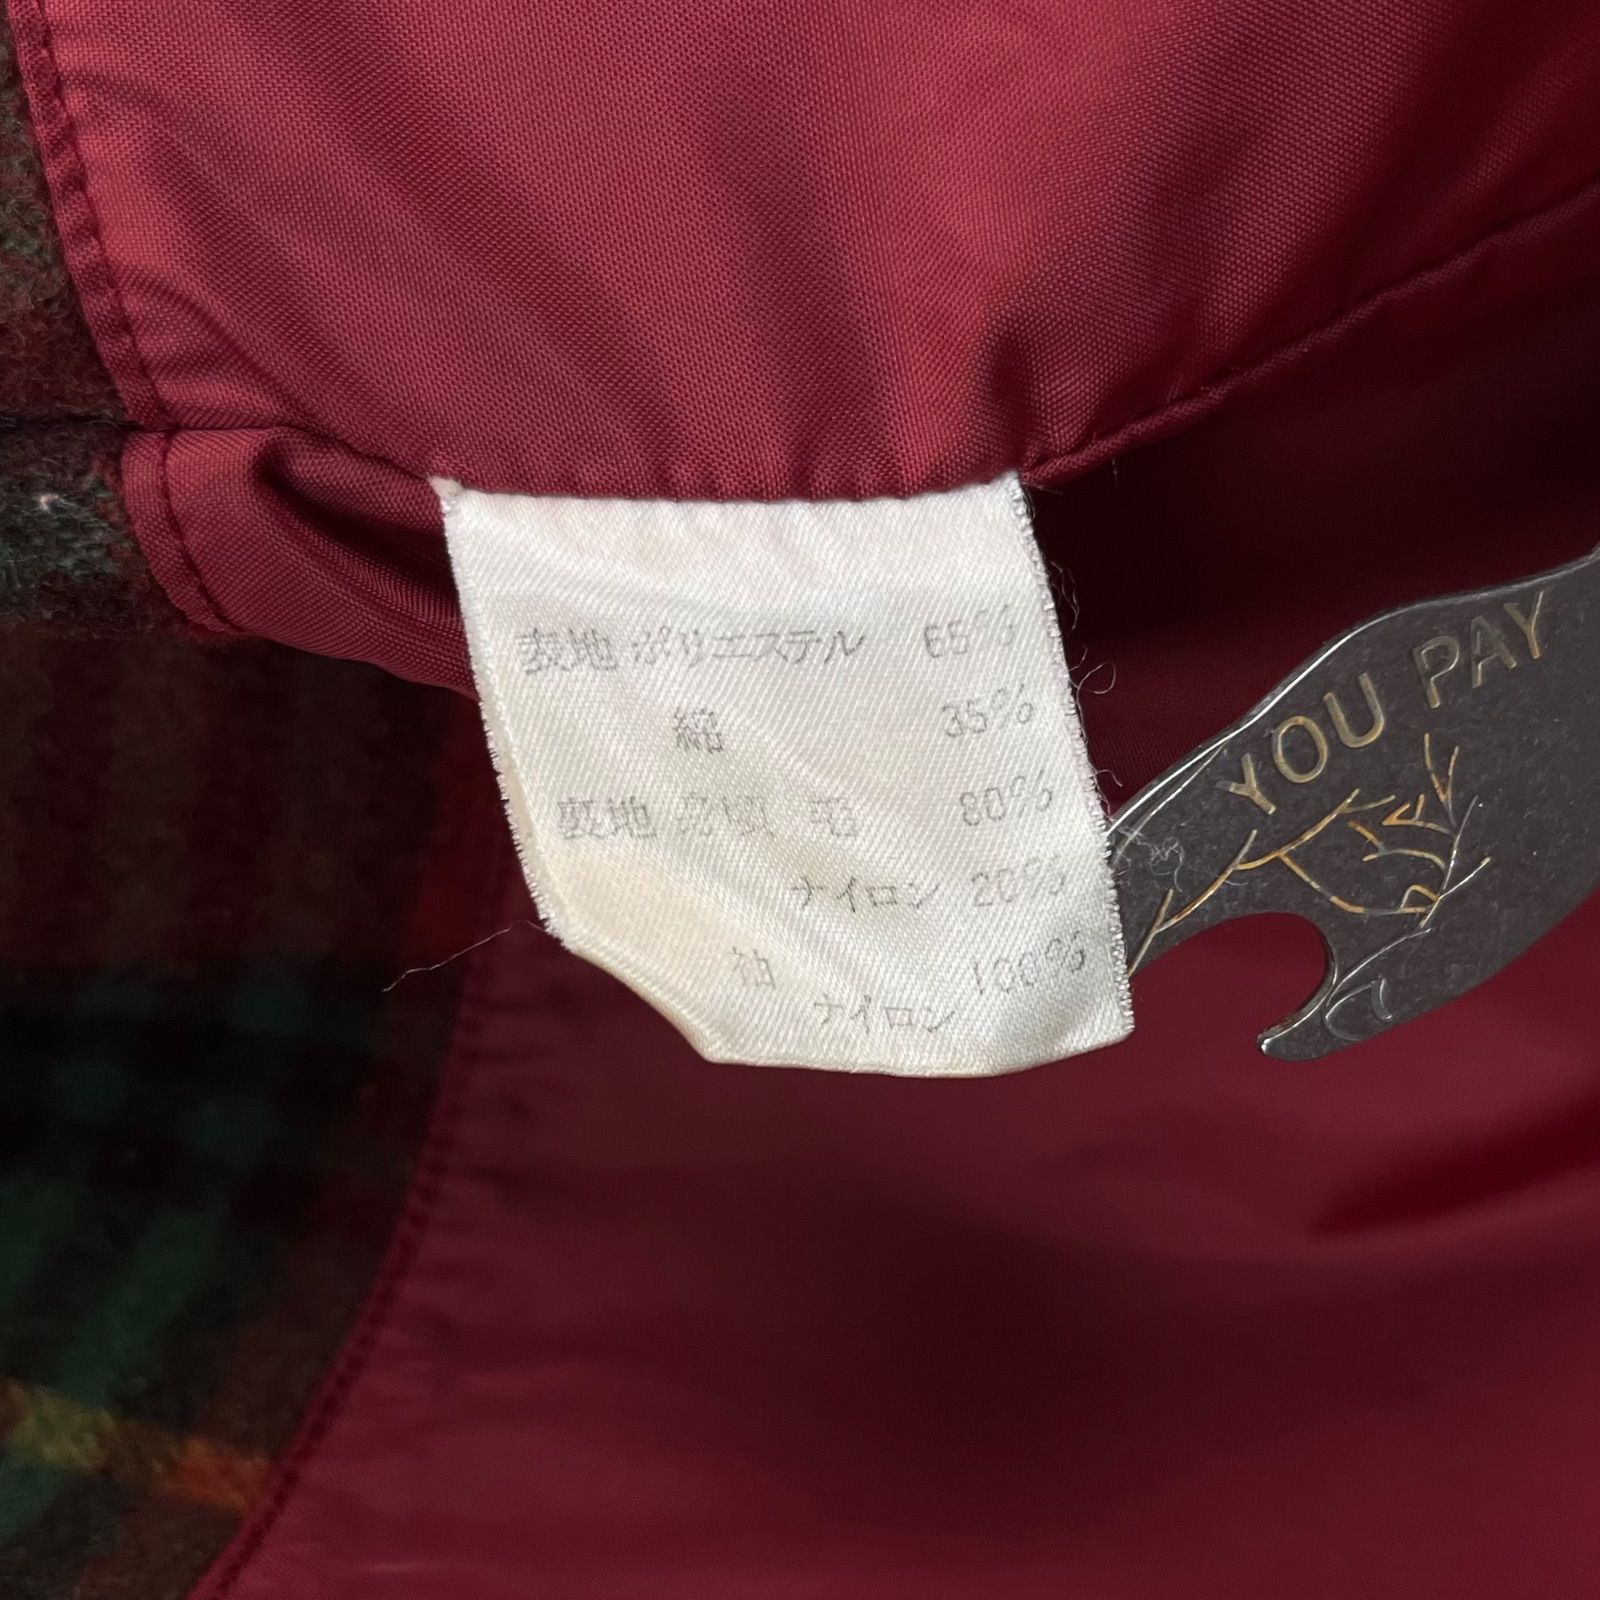 表地 ポリエステル 65%
綿 35%
裏地 身頃 毛 80%
ナイロン 20%
袖 100%
ナイロン
YOU PAY